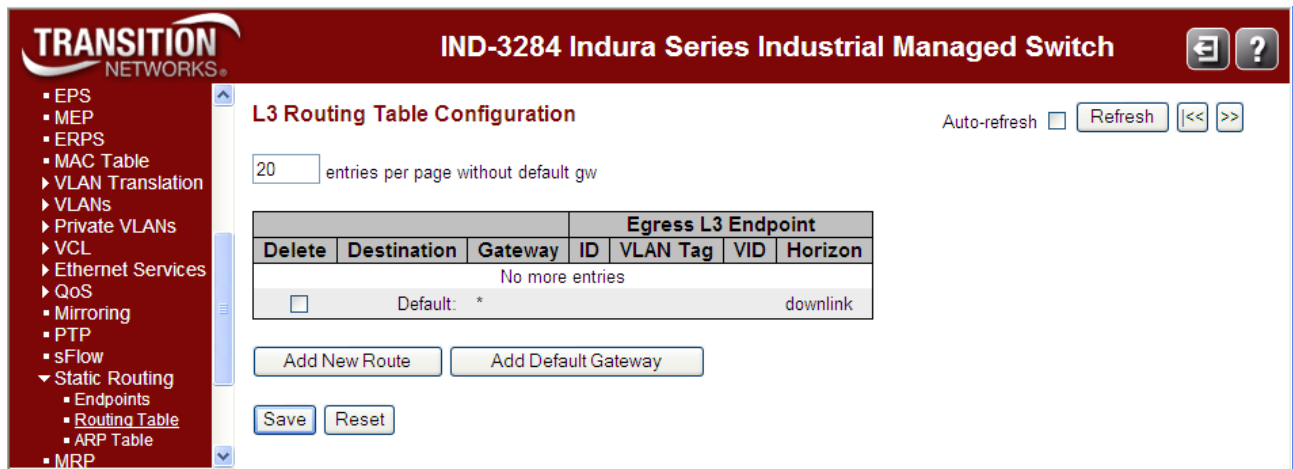 TRANSITION
NETWORKS®
IND-3284 Indura Series Industrial Managed Switch
?
EPS
MEP
ERPS
MAC Table
VLAN Translation
VLANs
Private VLANs
VCL
Ethernet Services
QoS
Mirroring
PTP
sFlow
Static Routing
Endpoints
Routing Table
ARP Table
MRP
L3 Routing Table Configuration
Auto-refresh Refresh |<< >>
20 entries per page without default gw
Egress L3 Endpoint
Delete Destination Gateway ID VLAN Tag VID Horizon
No more entries
Default: * downlink
Add New Route Add Default Gateway
Save Reset